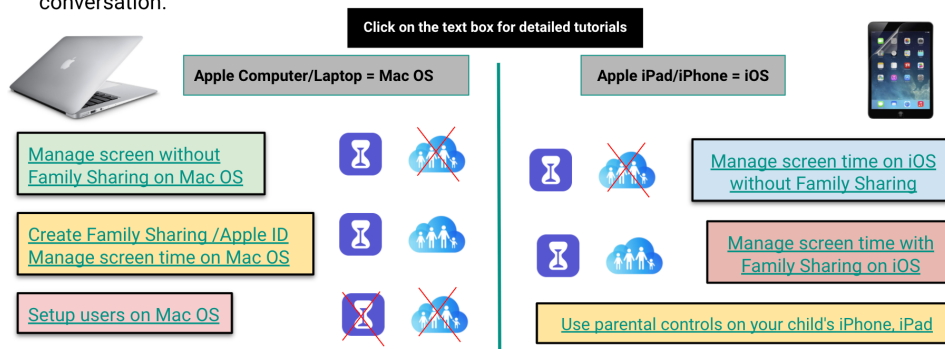 conversation.
Click on the text box for detailed tutorials
Apple Computer/Laptop = Mac OS
Manage screen without
Family Sharing on Mac OS
Create Family Sharing /Apple ID
Manage screen time on Mac OS
Setup users on Mac OS
Apple iPad/iPhone = iOS
Manage screen time on iOS
without Family Sharing
Manage screen time with
Family Sharing on iOS
Use parental controls on your child's iPhone, iPad